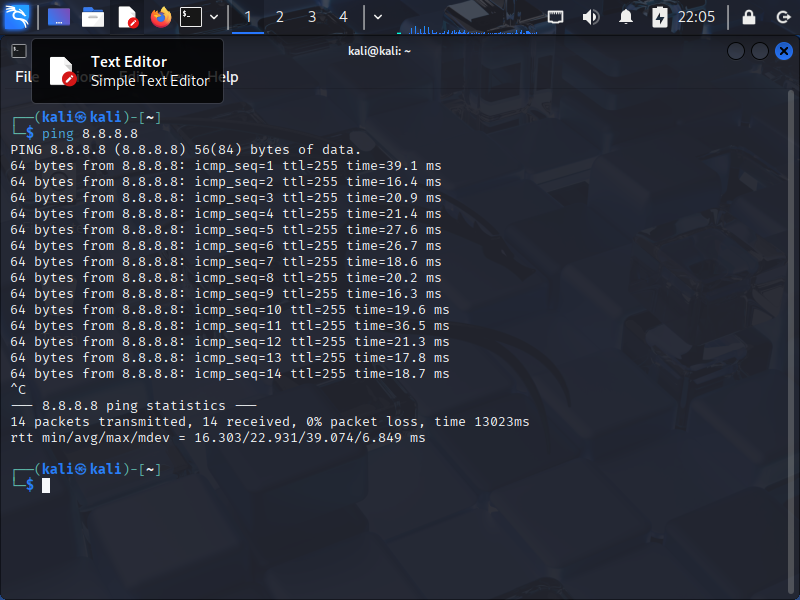 1 2 3 4 22:05
kali@kali: ~
Text Editor
Simple Text Editor
File Actions Edit View Help
┌──(kali㉿kali)-[~]
└─$ ping 8.8.8.8
PING 8.8.8.8 (8.8.8.8) 56(84) bytes of data.
64 bytes from 8.8.8.8: icmp_seq=1 ttl=255 time=39.1 ms
64 bytes from 8.8.8.8: icmp_seq=2 ttl=255 time=16.4 ms
64 bytes from 8.8.8.8: icmp_seq=3 ttl=255 time=20.9 ms
64 bytes from 8.8.8.8: icmp_seq=4 ttl=255 time=21.4 ms
64 bytes from 8.8.8.8: icmp_seq=5 ttl=255 time=27.6 ms
64 bytes from 8.8.8.8: icmp_seq=6 ttl=255 time=26.7 ms
64 bytes from 8.8.8.8: icmp_seq=7 ttl=255 time=18.6 ms
64 bytes from 8.8.8.8: icmp_seq=8 ttl=255 time=20.2 ms
64 bytes from 8.8.8.8: icmp_seq=9 ttl=255 time=16.3 ms
64 bytes from 8.8.8.8: icmp_seq=10 ttl=255 time=19.6 ms
64 bytes from 8.8.8.8: icmp_seq=11 ttl=255 time=36.5 ms
64 bytes from 8.8.8.8: icmp_seq=12 ttl=255 time=21.3 ms
64 bytes from 8.8.8.8: icmp_seq=13 ttl=255 time=17.8 ms
64 bytes from 8.8.8.8: icmp_seq=14 ttl=255 time=18.7 ms
^C
--- 8.8.8.8 ping statistics ---
14 packets transmitted, 14 received, 0% packet loss, time 13023ms
rtt min/avg/max/mdev = 16.303/22.931/39.074/6.849 ms
┌──(kali㉿kali)-[~]
└─$